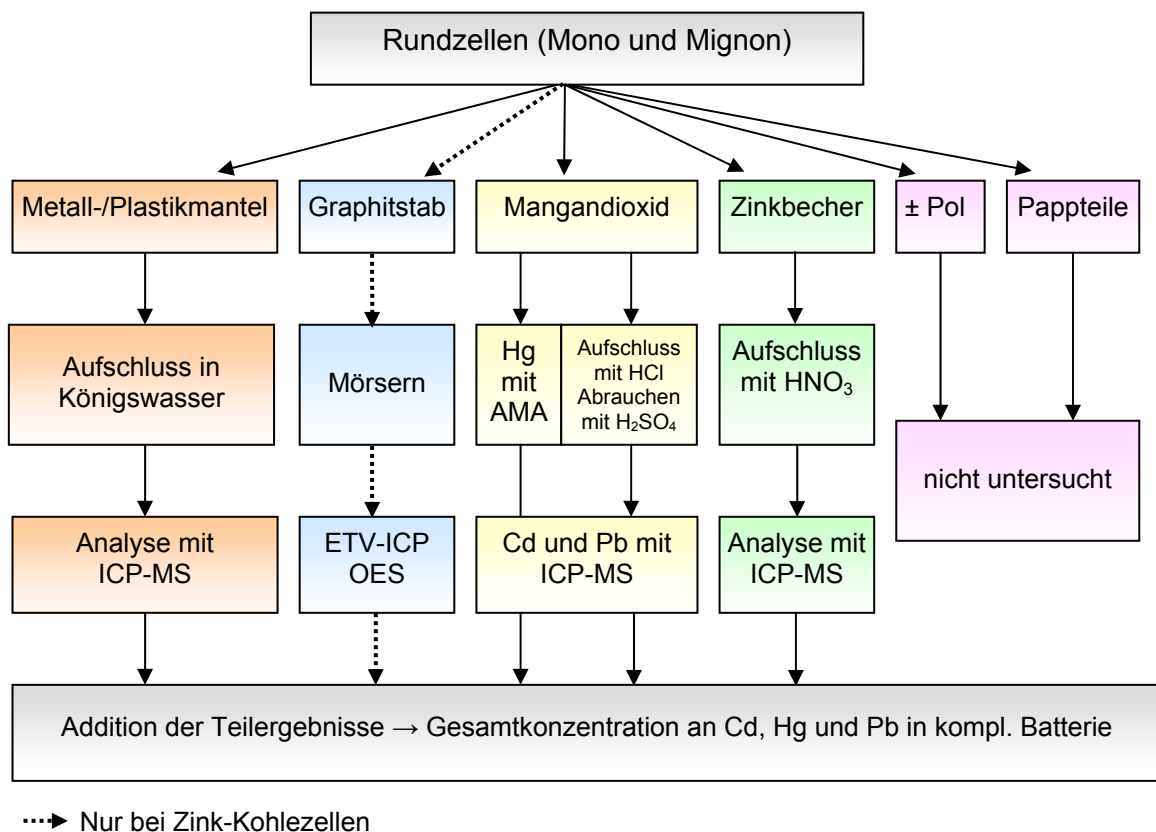 Rundzellen (Mono und Mignon)
Metall-/Plastikmantel
Graphitstab
Mangandioxid
Zinkbecher
± Pol
Pappteile
Aufschluss in
Königswasser
Mörsern
Hg
mit
AMA
Aufschluss
mit HCl
Abrauchen
mit H₂SO₄
Aufschluss
mit HNO₃
nicht untersucht
Analyse mit
ICP-MS
ETV-ICP
OES
Cd und Pb mit
ICP-MS
Analyse mit
ICP-MS
Addition der Teilergebnisse → Gesamtkonzentration an Cd, Hg und Pb in kompl. Batterie
Nur bei Zink-Kohlezellen